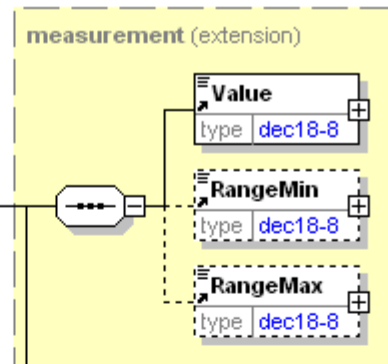 measurement (extension)
Value
type dec18-8
RangeMin
type dec18-8
RangeMax
type dec18-8